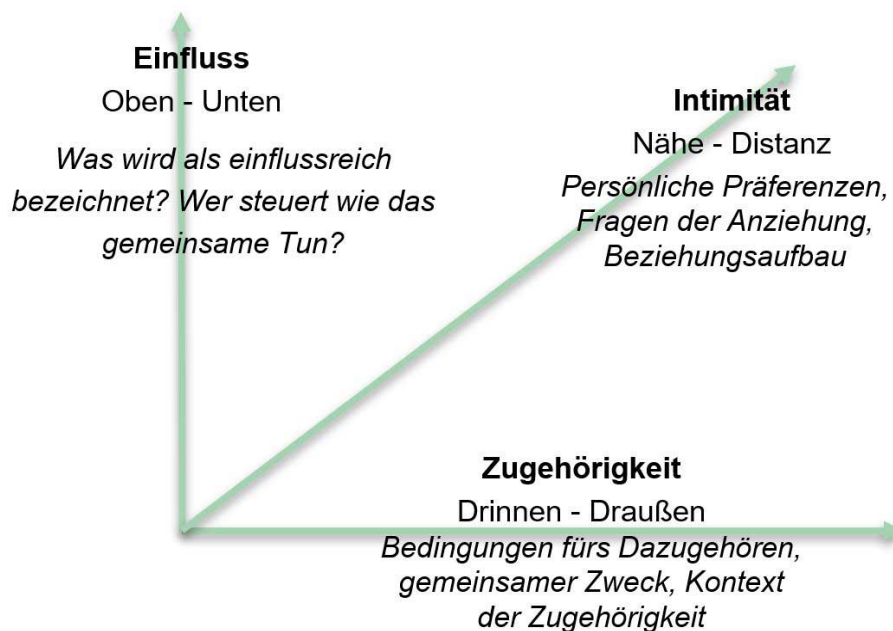 Einfluss
Oben - Unten
Was wird als einflussreich
bezeichnet? Wer steuert wie das
gemeinsame Tun?
Intimität
Nähe - Distanz
Persönliche Präferenzen,
Fragen der Anziehung,
Beziehungsaufbau
Zugehörigkeit
Drinnen - Draußen
Bedingungen fürs Dazugehören,
gemeinsamer Zweck, Kontext
der Zugehörigkeit